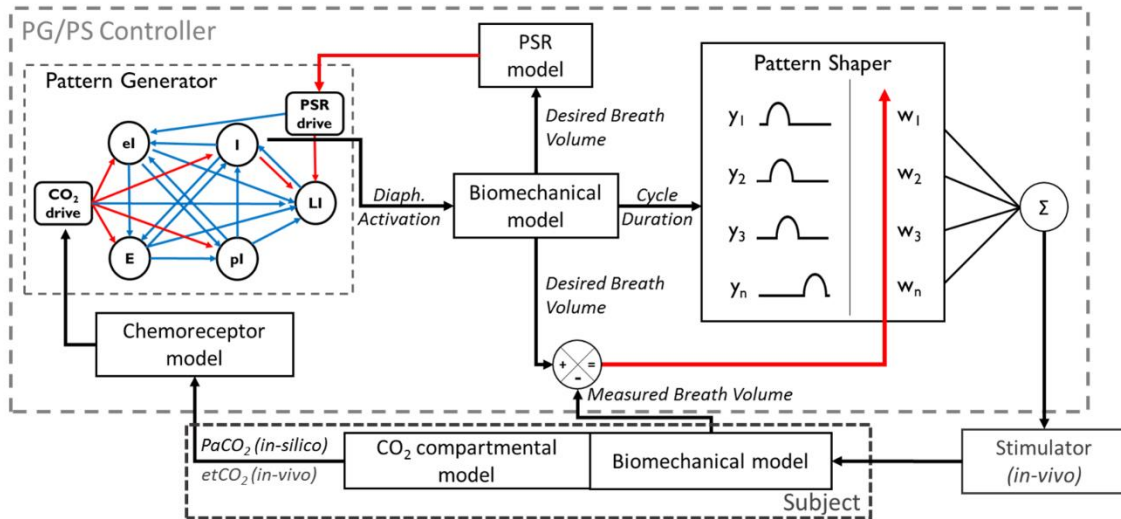 PG/PS Controller
Pattern Generator
PSR
drive
eI
I
CO₂
drive
LI
E
pI
Chemoreceptor
model
PSR
model
Desired Breath
Volume
Diaph.
Activation
Biomechanical
model
Cycle
Duration
Desired Breath
Volume
+ = -
Measured Breath Volume
Pattern Shaper
y₁ w₁
y₂ w₂
y₃ w₃
yₙ wₙ
Σ
PaCO₂ (in-silico)
etCO₂ (in-vivo)
CO₂ compartmental
model
Biomechanical model
Subject
Stimulator
(in-vivo)